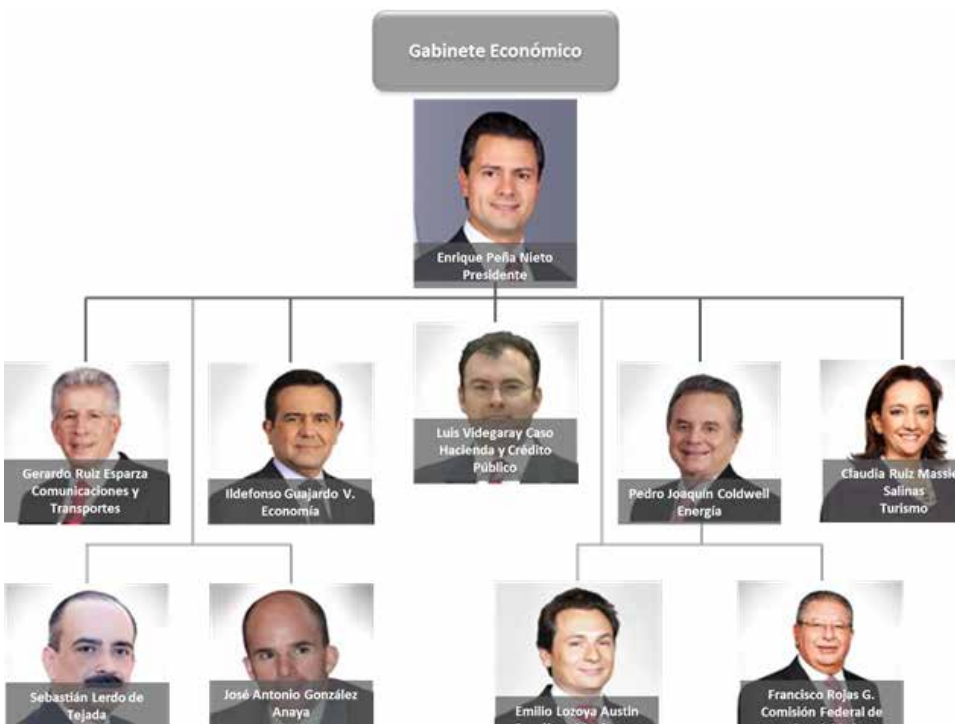 Gabinete Económico
Enrique Peña Nieto
Presidente
Gerardo Ruiz Esparza
Comunicaciones y
Transportes
Ildefonso Guajardo V.
Economía
Luis Videgaray Caso
Hacienda y Crédito
Público
Pedro Joaquín Coldwell
Energía
Claudia Ruiz Massie
Salinas
Turismo
Sebastián Lerdo de
Tejada
José Antonio González
Anaya
Emilio Lozoya Austin
Francisco Rojas G.
Comisión Federal de